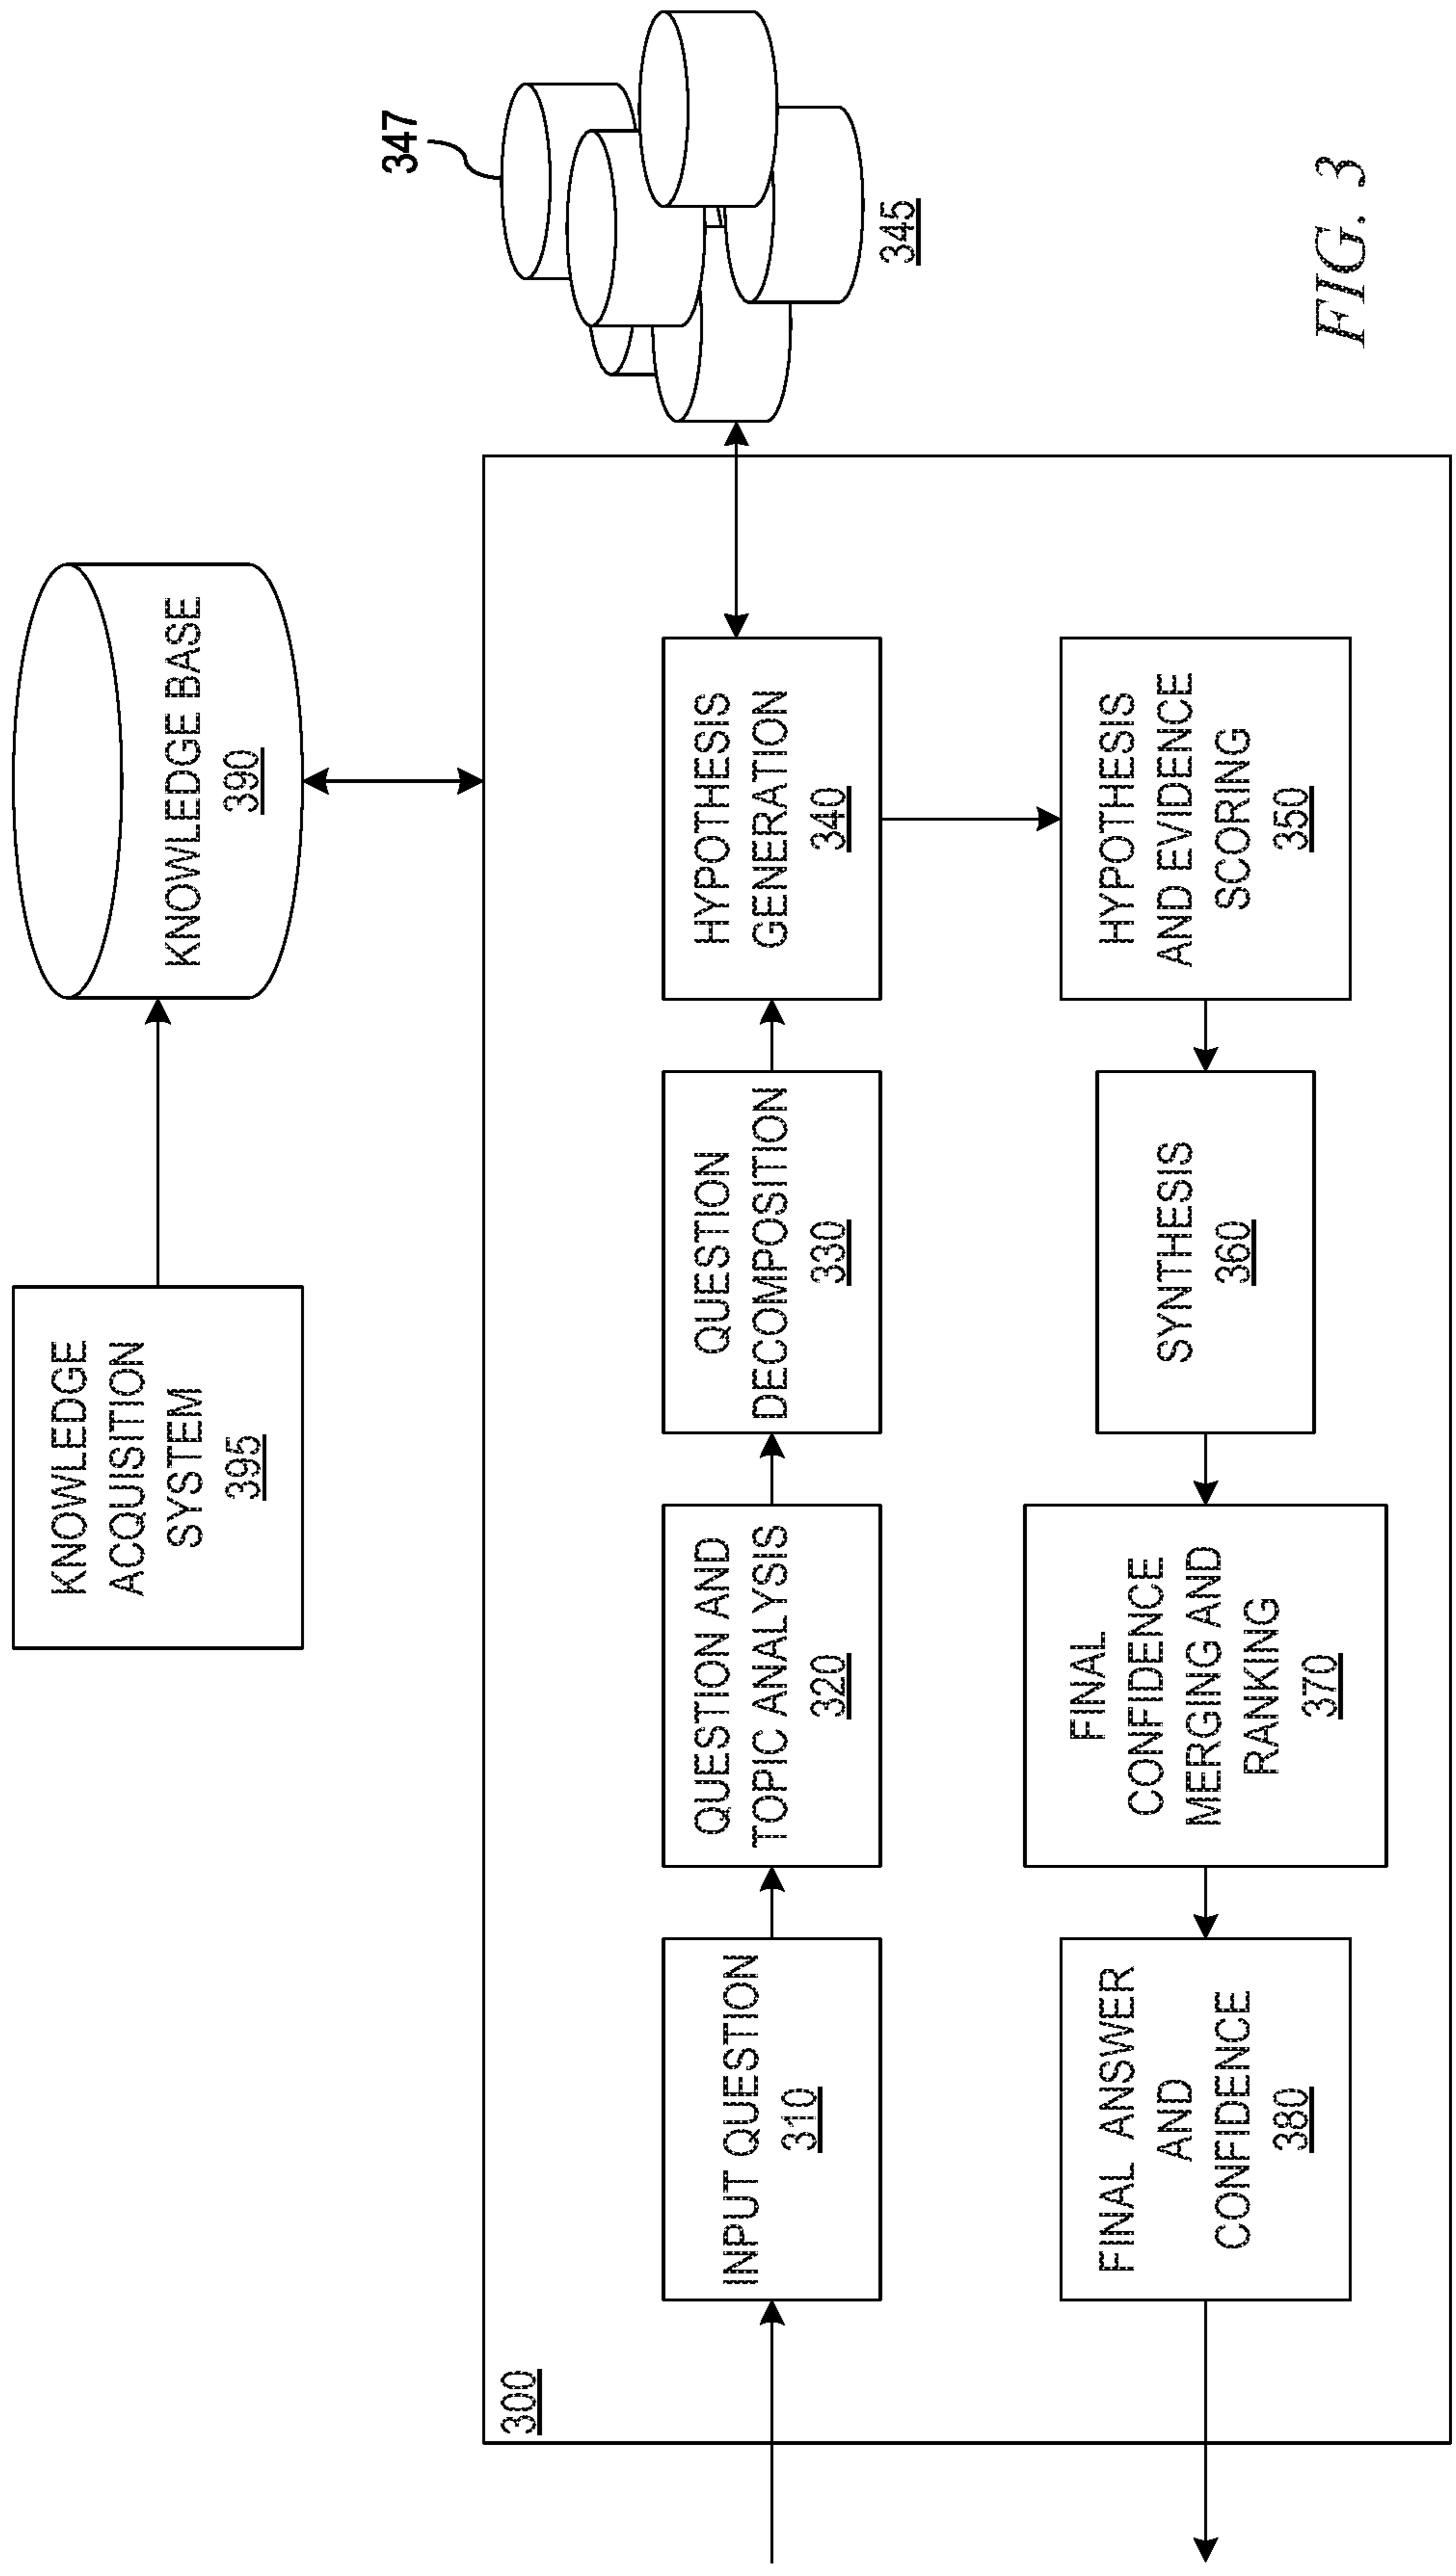 KNOWLEDGE
ACQUISITION
SYSTEM
395
KNOWLEDGE BASE
390
347
345
300
INPUT QUESTION
310
QUESTION AND
TOPIC ANALYSIS
320
QUESTION
DECOMPOSITION
330
HYPOTHESIS
GENERATION
340
FINAL ANSWER
AND
CONFIDENCE
380
FINAL
CONFIDENCE
MERGING AND
RANKING
370
SYNTHESIS
360
HYPOTHESIS
AND EVIDENCE
SCORING
350
FIG. 3